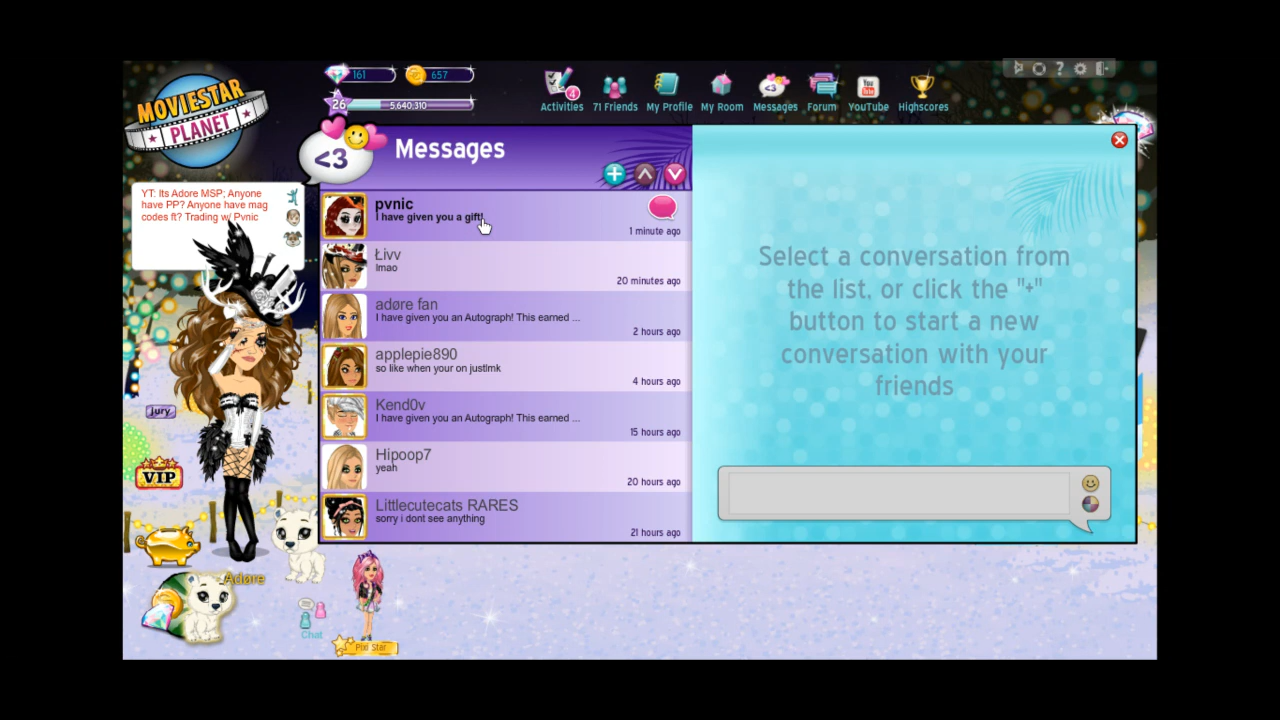 161
657
26
5,640,310
Activities
4
71 Friends
My Profile
My Room
<3
Messages
Forum
You
Tube
YouTube
Highscores
MOVIESTAR
PLANET
<3
Messages
YT: Its Adore MSP; Anyone
have PP? Anyone have mag
codes ft? Trading w/ Pvnic
pvnic
I have given you a gift!
1 minute ago
Łivv
lmao
20 minutes ago
adøre fan
I have given you an Autograph! This earned ...
2 hours ago
applepie890
so like when your on justlmk
4 hours ago
Kend0v
I have given you an Autograph! This earned ...
15 hours ago
Hipoop7
yeah
20 hours ago
Littlecutecats RARES
sorry i dont see anything
21 hours ago
Select a conversation from
the list, or click the "+"
button to start a new
conversation with your
friends
jury
VIP
Adøre
Chat
Pixi Star